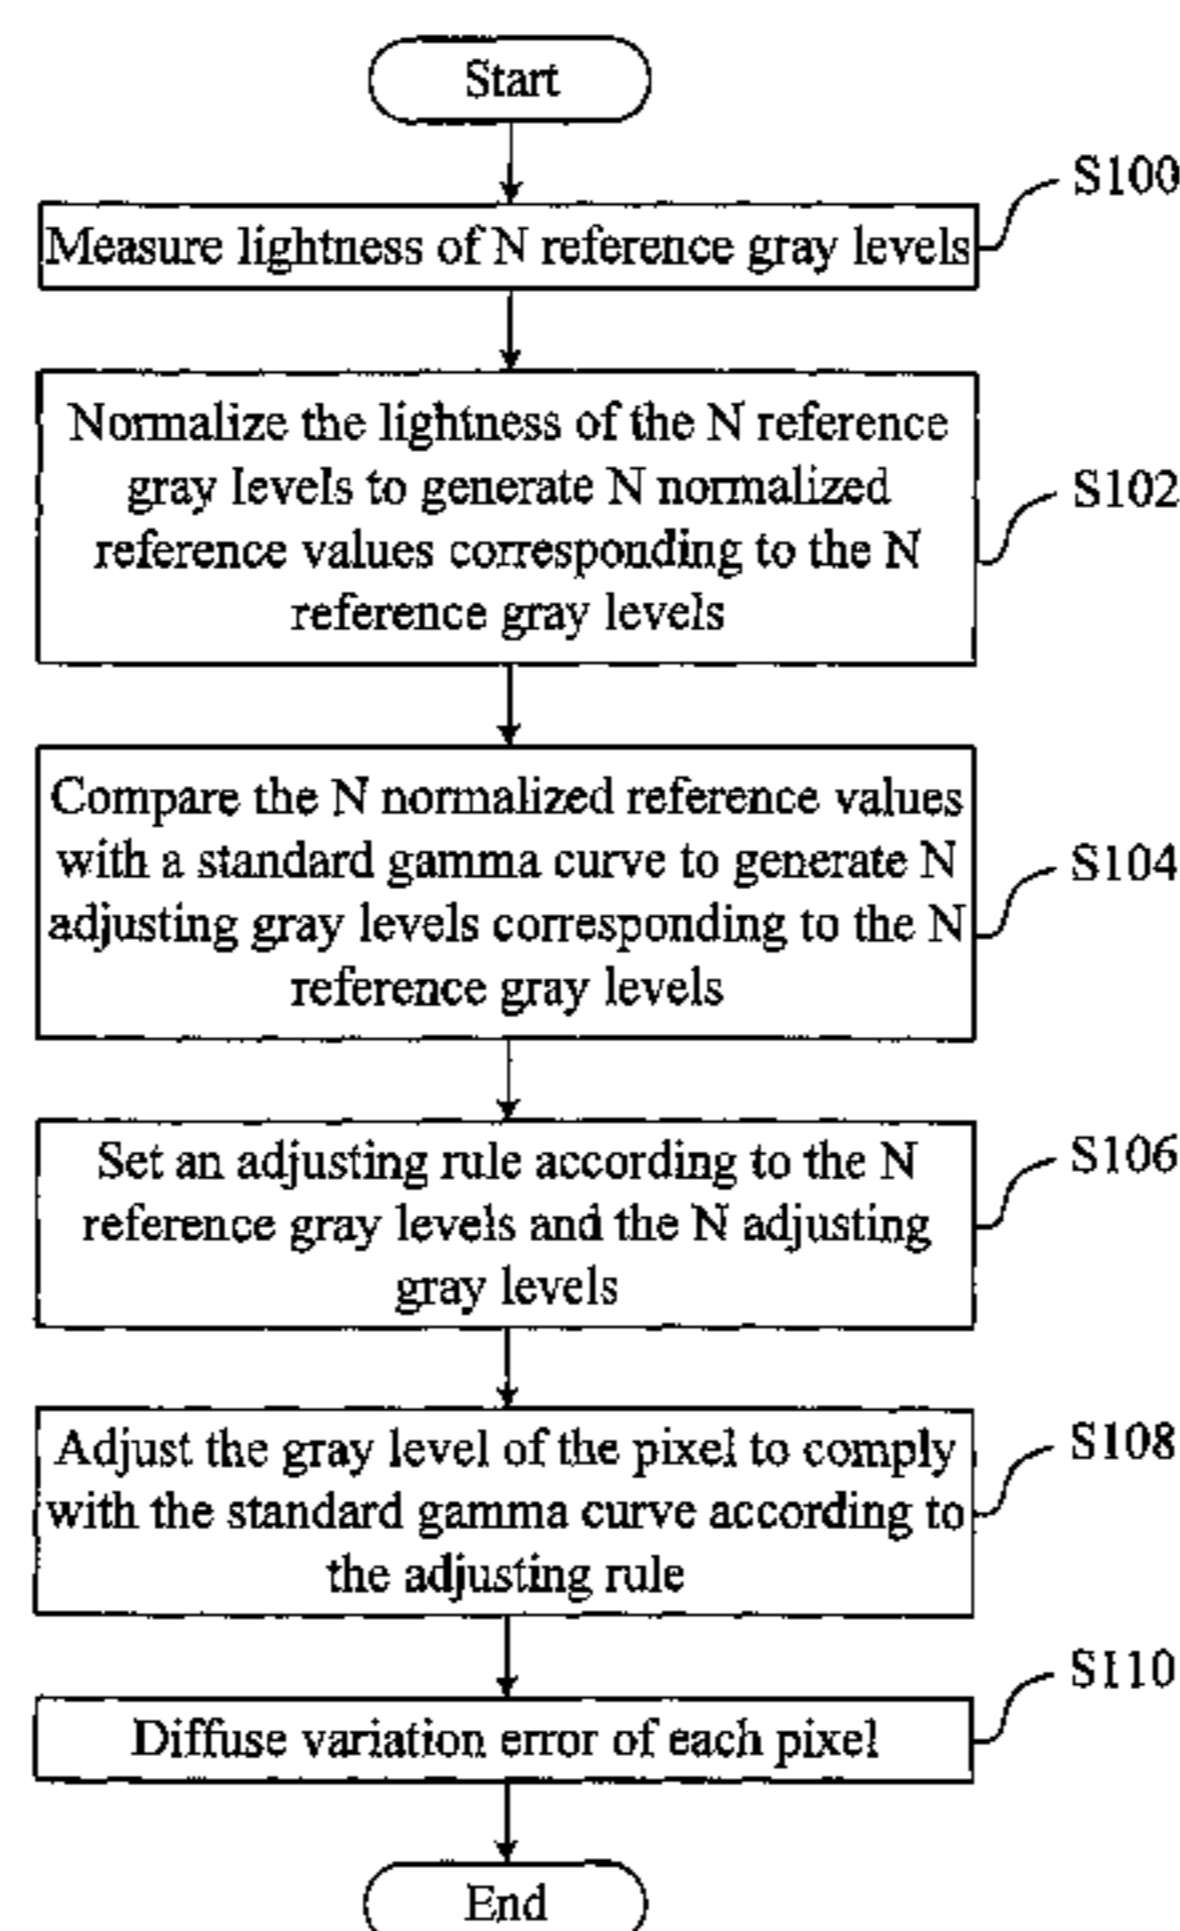 Start
S100
Measure lightness of N reference gray levels
Normalize the lightness of the N reference
gray levels to generate N normalized
reference values corresponding to the N
reference gray levels
S102
Compare the N normalized reference values
with a standard gamma curve to generate N
adjusting gray levels corresponding to the N
reference gray levels
S104
Set an adjusting rule according to the N
reference gray levels and the N adjusting
gray levels
S106
Adjust the gray level of the pixel to comply
with the standard gamma curve according to
the adjusting rule
S108
Diffuse variation error of each pixel
S110
End